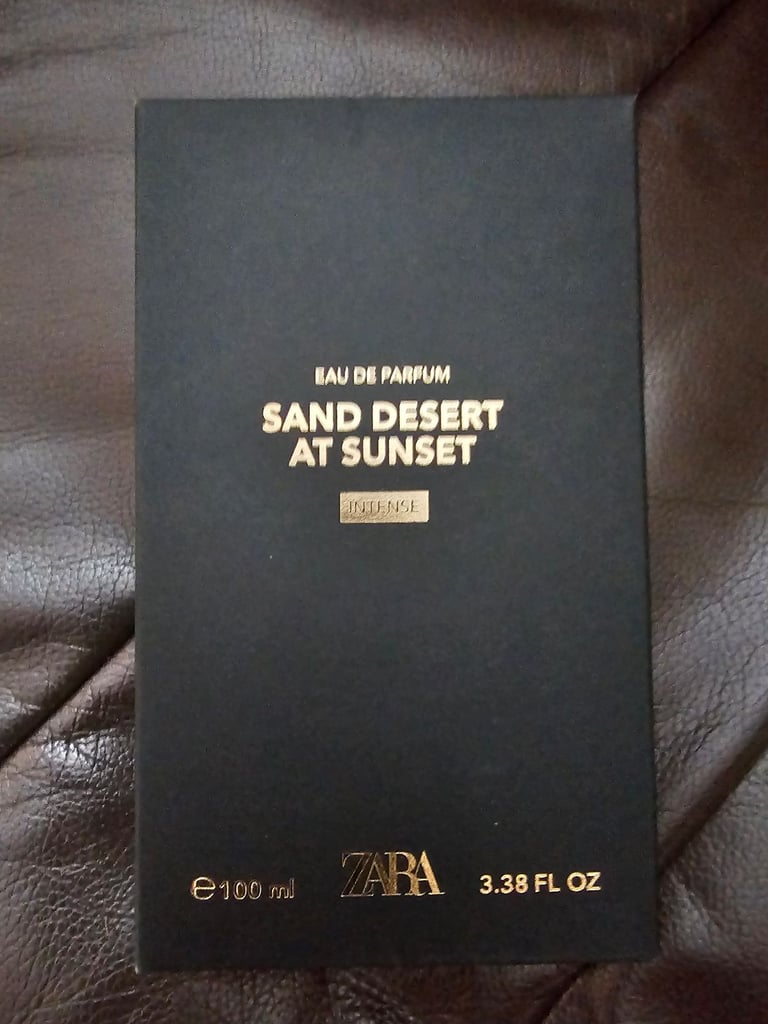 EAU DE PARFUM
SAND DESERT
AT SUNSET
INTENSE
℮100 ml ZARA 3.38 FL OZ